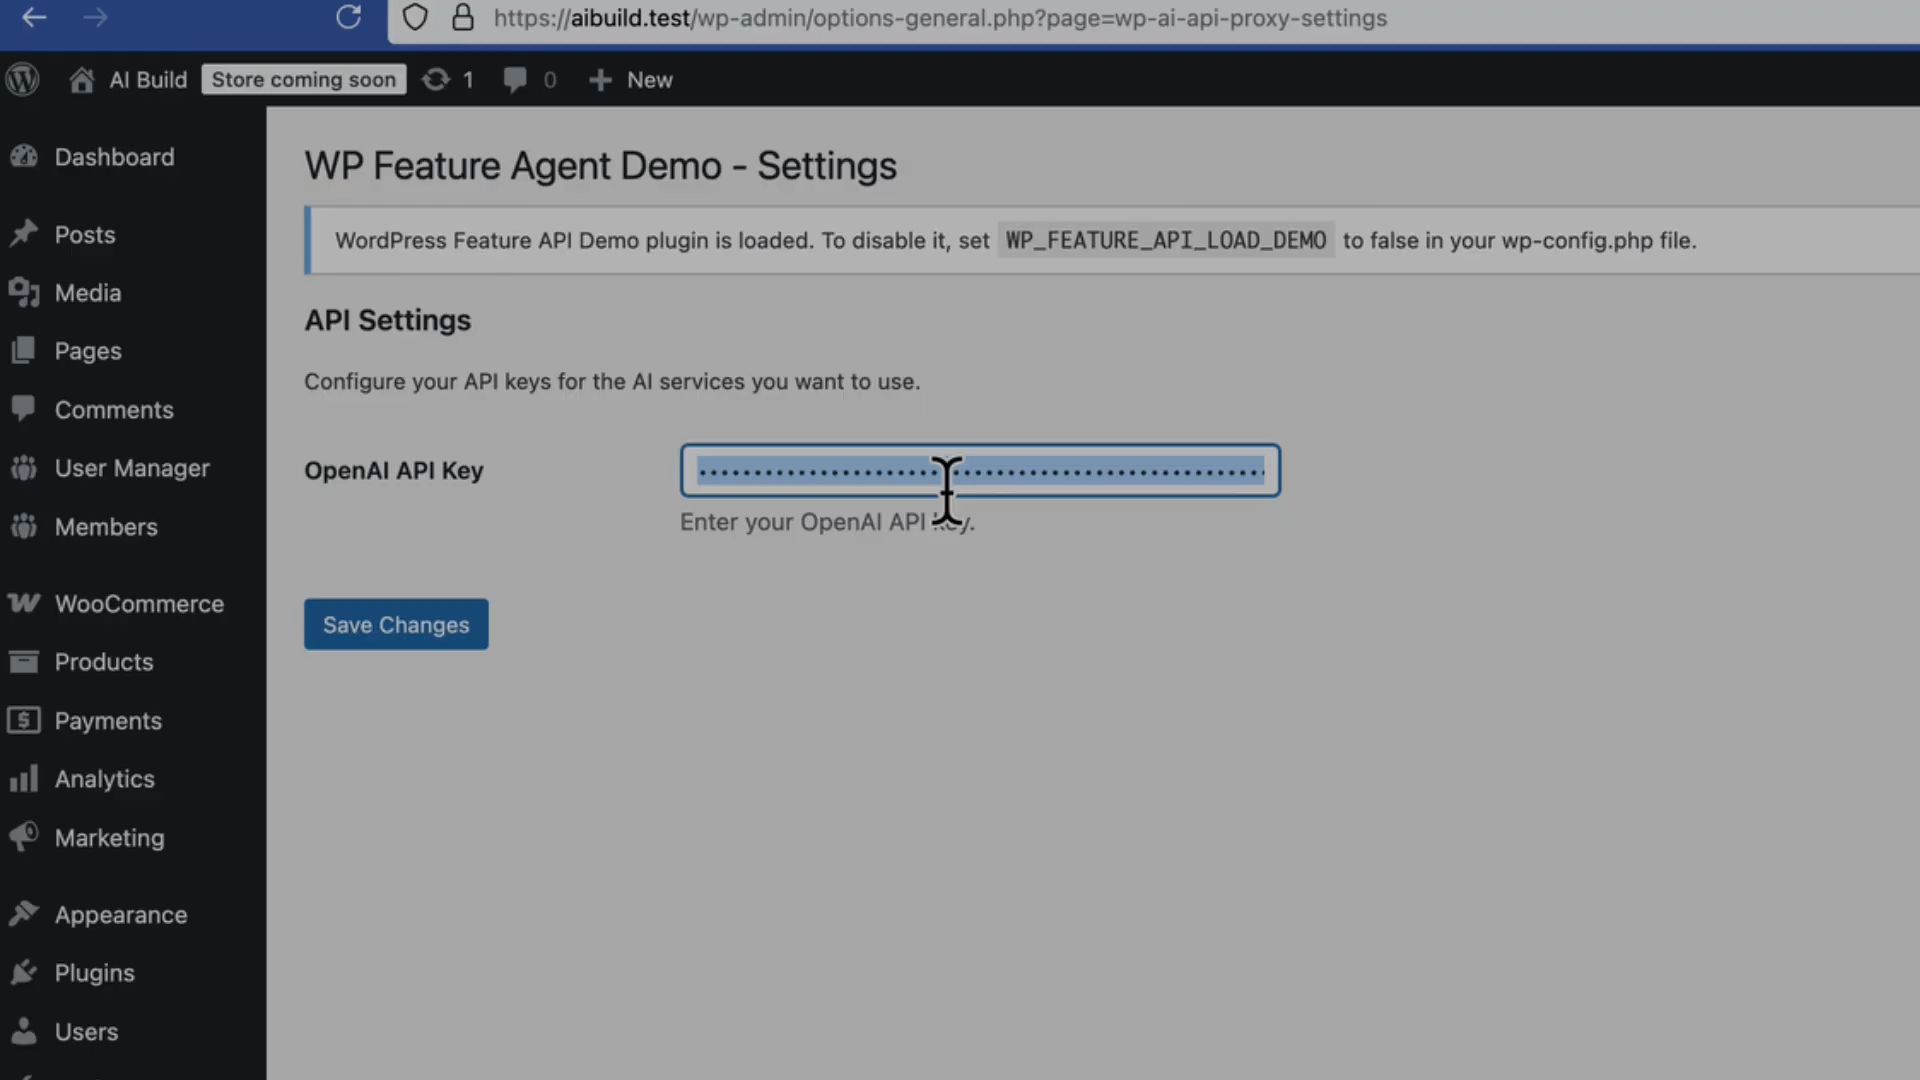 https://aibuild.test/wp-admin/options-general.php?page=wp-ai-api-proxy-settings
AI Build
Store coming soon
1
0
New
Dashboard
Posts
Media
Pages
Comments
User Manager
Members
WooCommerce
Products
Payments
Analytics
Marketing
Appearance
Plugins
Users
WP Feature Agent Demo - Settings
WordPress Feature API Demo plugin is loaded. To disable it, set WP_FEATURE_API_LOAD_DEMO to false in your wp-config.php file.
API Settings
Configure your API keys for the AI services you want to use.
OpenAI API Key
Enter your OpenAI API key.
Save Changes